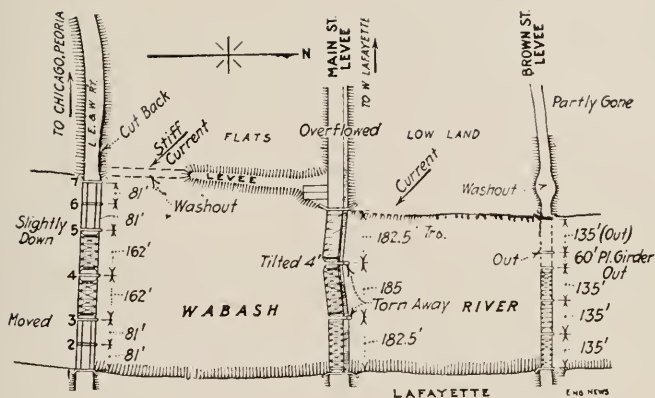 TO CHICAGO, PEORIA
L.E.& W. RY.
Cut Back
Stiff
Current
FLATS
N
MAIN ST.
LEVEE
TO W. LAFAYETTE
Overflowed
LOW LAND
BROWN ST.
LEVEE
Partly Gone
LEVEE
Washout
Current
Washout
7
81'
81'
Slightly
Down
5
162'
4
162'
Moved
3
81'
2
81'
WABASH
RIVER
182.5'
Tro.
Tilted 4'
185
Torn Away
182.5'
135' (Out)
Out
60' Pl. Girder
Out
135'
135'
135'
LAFAYETTE
ENG NEWS